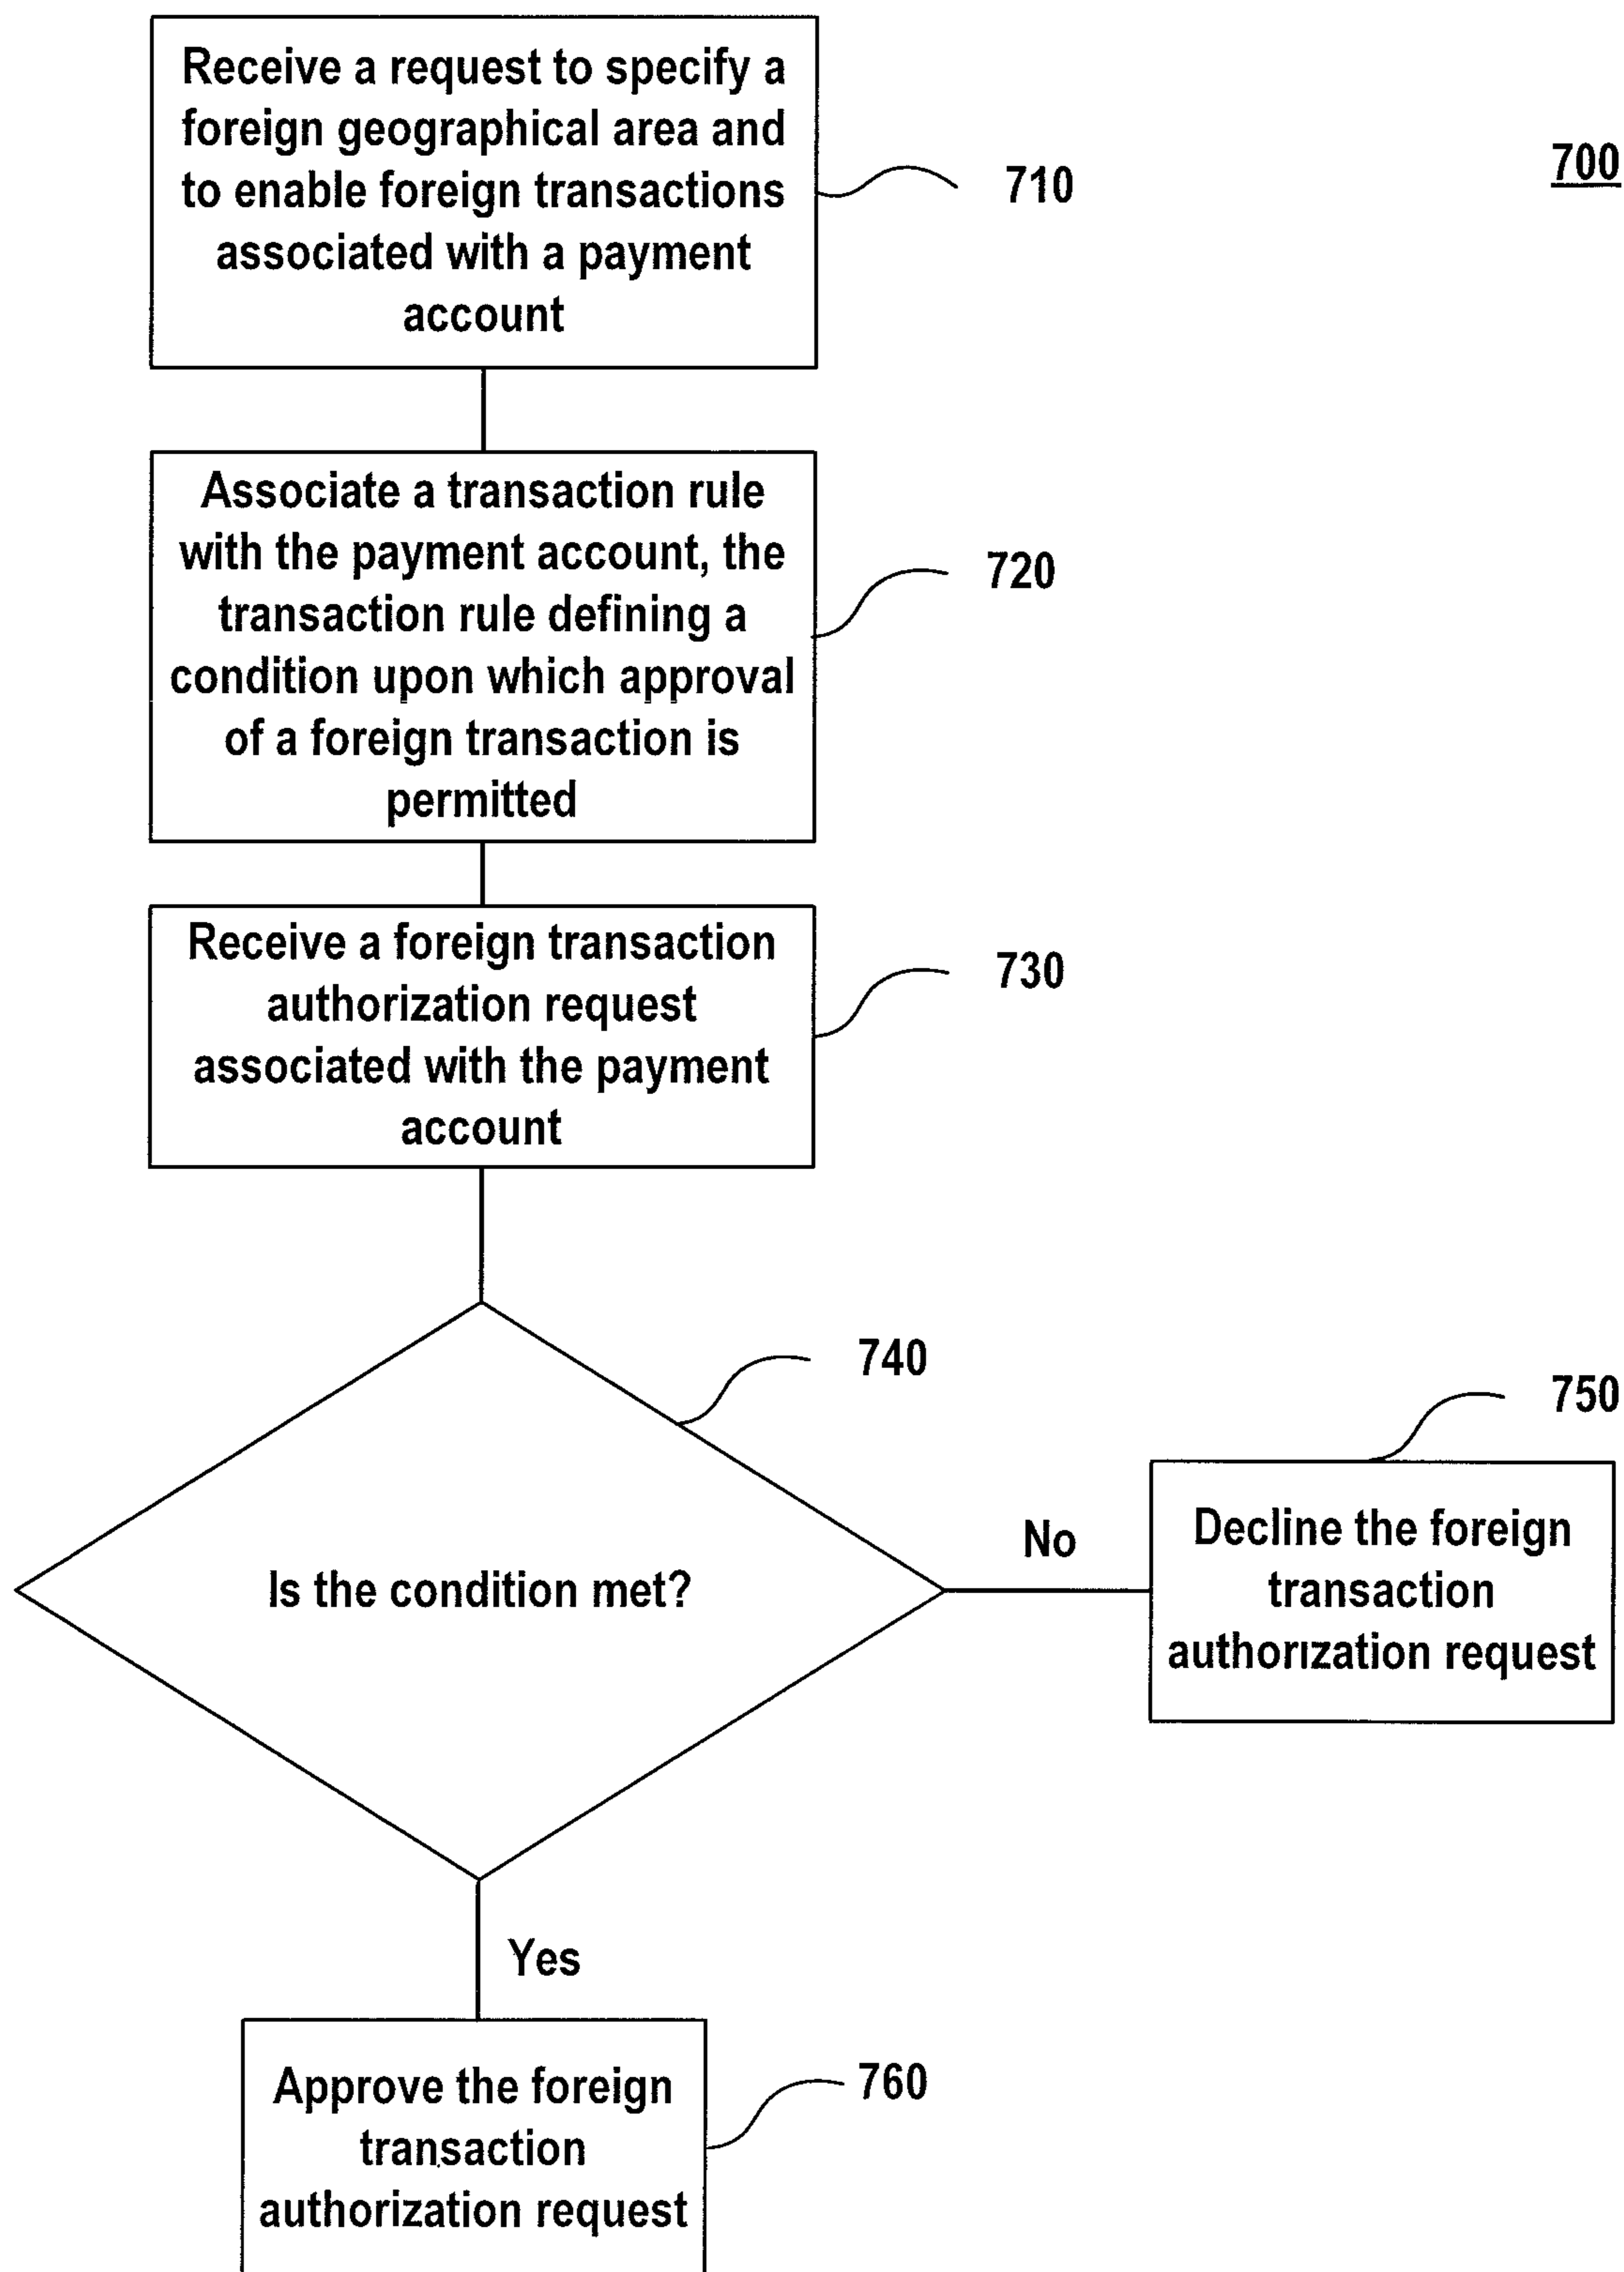 Receive a request to specify a
foreign geographical area and
to enable foreign transactions
associated with a payment
account
710
700
Associate a transaction rule
with the payment account, the
transaction rule defining a
condition upon which approval
of a foreign transaction is
permitted
720
Receive a foreign transaction
authorization request
associated with the payment
account
730
Is the condition met?
740
No
750
Decline the foreign
transaction
authorization request
Yes
Approve the foreign
transaction
authorization request
760